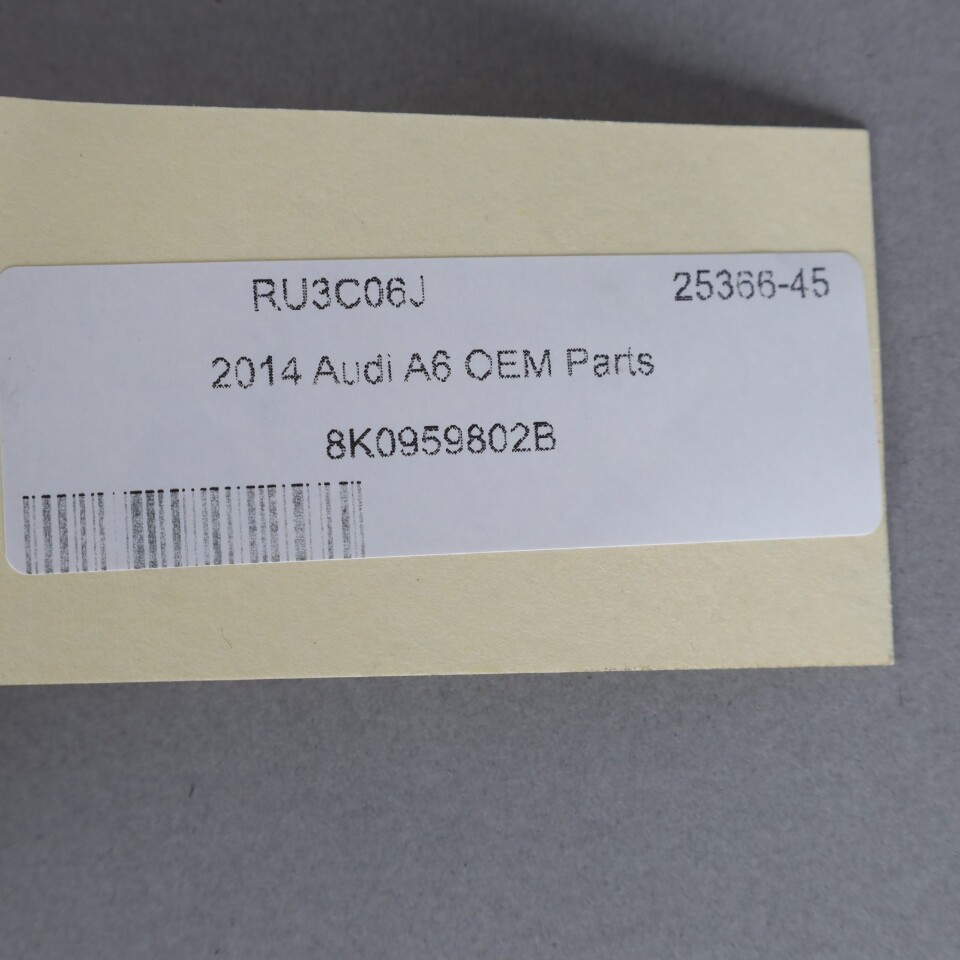 RU3C06J 25366-45
2014 Audi A6 OEM Parts
8K0959802B